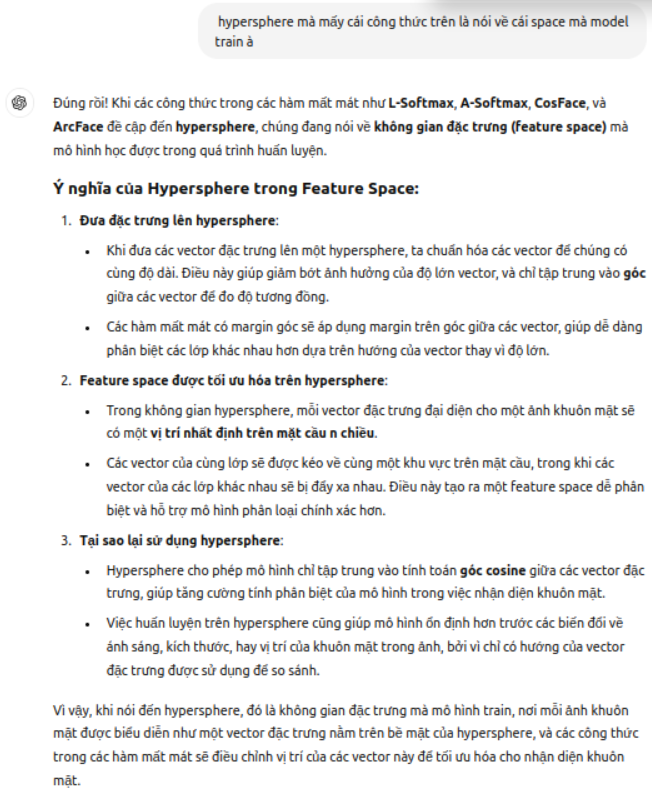 hypersphere mà mấy cái công thức trên là nói về cái space mà model
train à
Đúng rồi! Khi các công thức trong các hàm mất mát như L-Softmax, A-Softmax, CosFace, và
ArcFace đề cập đến hypersphere, chúng đang nói về không gian đặc trưng (feature space) mà
mô hình học được trong quá trình huấn luyện.
Ý nghĩa của Hypersphere trong Feature Space:
1. Đưa đặc trưng lên hypersphere:
• Khi đưa các vector đặc trưng lên một hypersphere, ta chuẩn hóa các vector để chúng có
cùng độ dài. Điều này giúp giảm bớt ảnh hưởng của độ lớn vector, và chỉ tập trung vào góc
giữa các vector để đo độ tương đồng.
• Các hàm mất mát có margin góc sẽ áp dụng margin trên góc giữa các vector, giúp dễ dàng
phân biệt các lớp khác nhau hơn dựa trên hướng của vector thay vì độ lớn.
2. Feature space được tối ưu hóa trên hypersphere:
• Trong không gian hypersphere, mỗi vector đặc trưng đại diện cho một ảnh khuôn mặt sẽ
có một vị trí nhất định trên mặt cầu n chiều.
• Các vector của cùng lớp sẽ được kéo về cùng một khu vực trên mặt cầu, trong khi các
vector của các lớp khác nhau sẽ bị đẩy xa nhau. Điều này tạo ra một feature space dễ phân
biệt và hỗ trợ mô hình phân loại chính xác hơn.
3. Tại sao lại sử dụng hypersphere:
• Hypersphere cho phép mô hình chỉ tập trung vào tính toán góc cosine giữa các vector đặc
trưng, giúp tăng cường tính phân biệt của mô hình trong việc nhận diện khuôn mặt.
• Việc huấn luyện trên hypersphere cũng giúp mô hình ổn định hơn trước các biến đổi về
ánh sáng, kích thước, hay vị trí của khuôn mặt trong ảnh, bởi vì chỉ có hướng của vector
đặc trưng được sử dụng để so sánh.
Vì vậy, khi nói đến hypersphere, đó là không gian đặc trưng mà mô hình train, nơi mỗi ảnh khuôn
mặt được biểu diễn như một vector đặc trưng nằm trên bề mặt của hypersphere, và các công thức
trong các hàm mất mát sẽ điều chỉnh vị trí của các vector này để tối ưu hóa cho nhận diện khuôn
mặt.